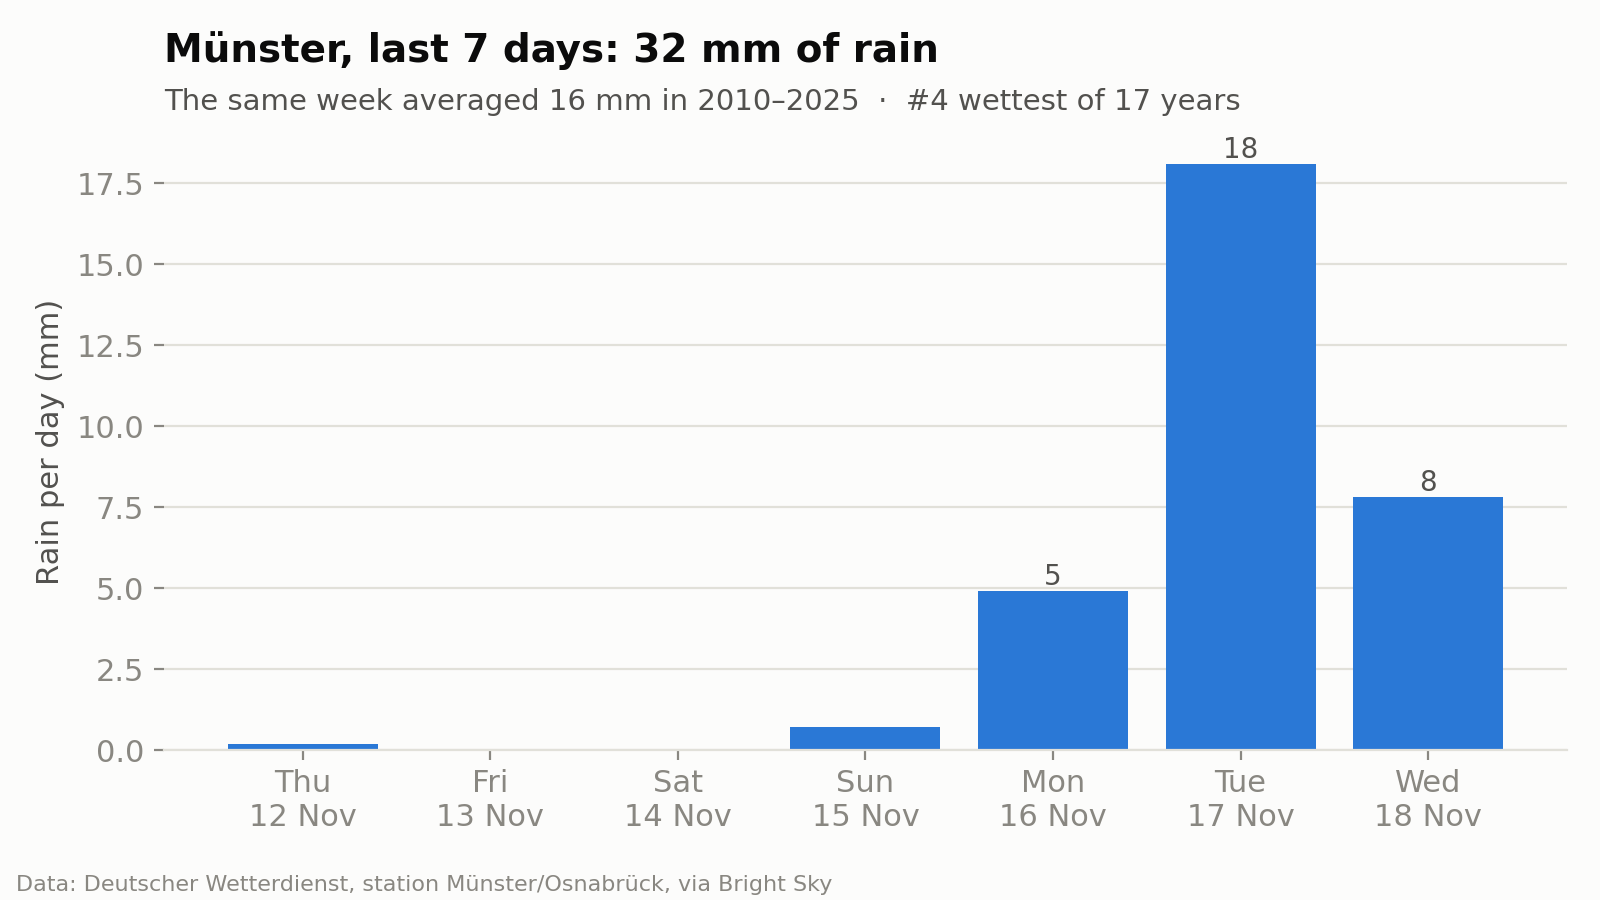 Münster, last 7 days: 32 mm of rain
The same week averaged 16 mm in 2010–2025 · #4 wettest of 17 years
Rain per day (mm)
17.5
15.0
12.5
10.0
7.5
5.0
2.5
0.0
5
18
8
Thu
12 Nov
Fri
13 Nov
Sat
14 Nov
Sun
15 Nov
Mon
16 Nov
Tue
17 Nov
Wed
18 Nov
Data: Deutscher Wetterdienst, station Münster/Osnabrück, via Bright Sky